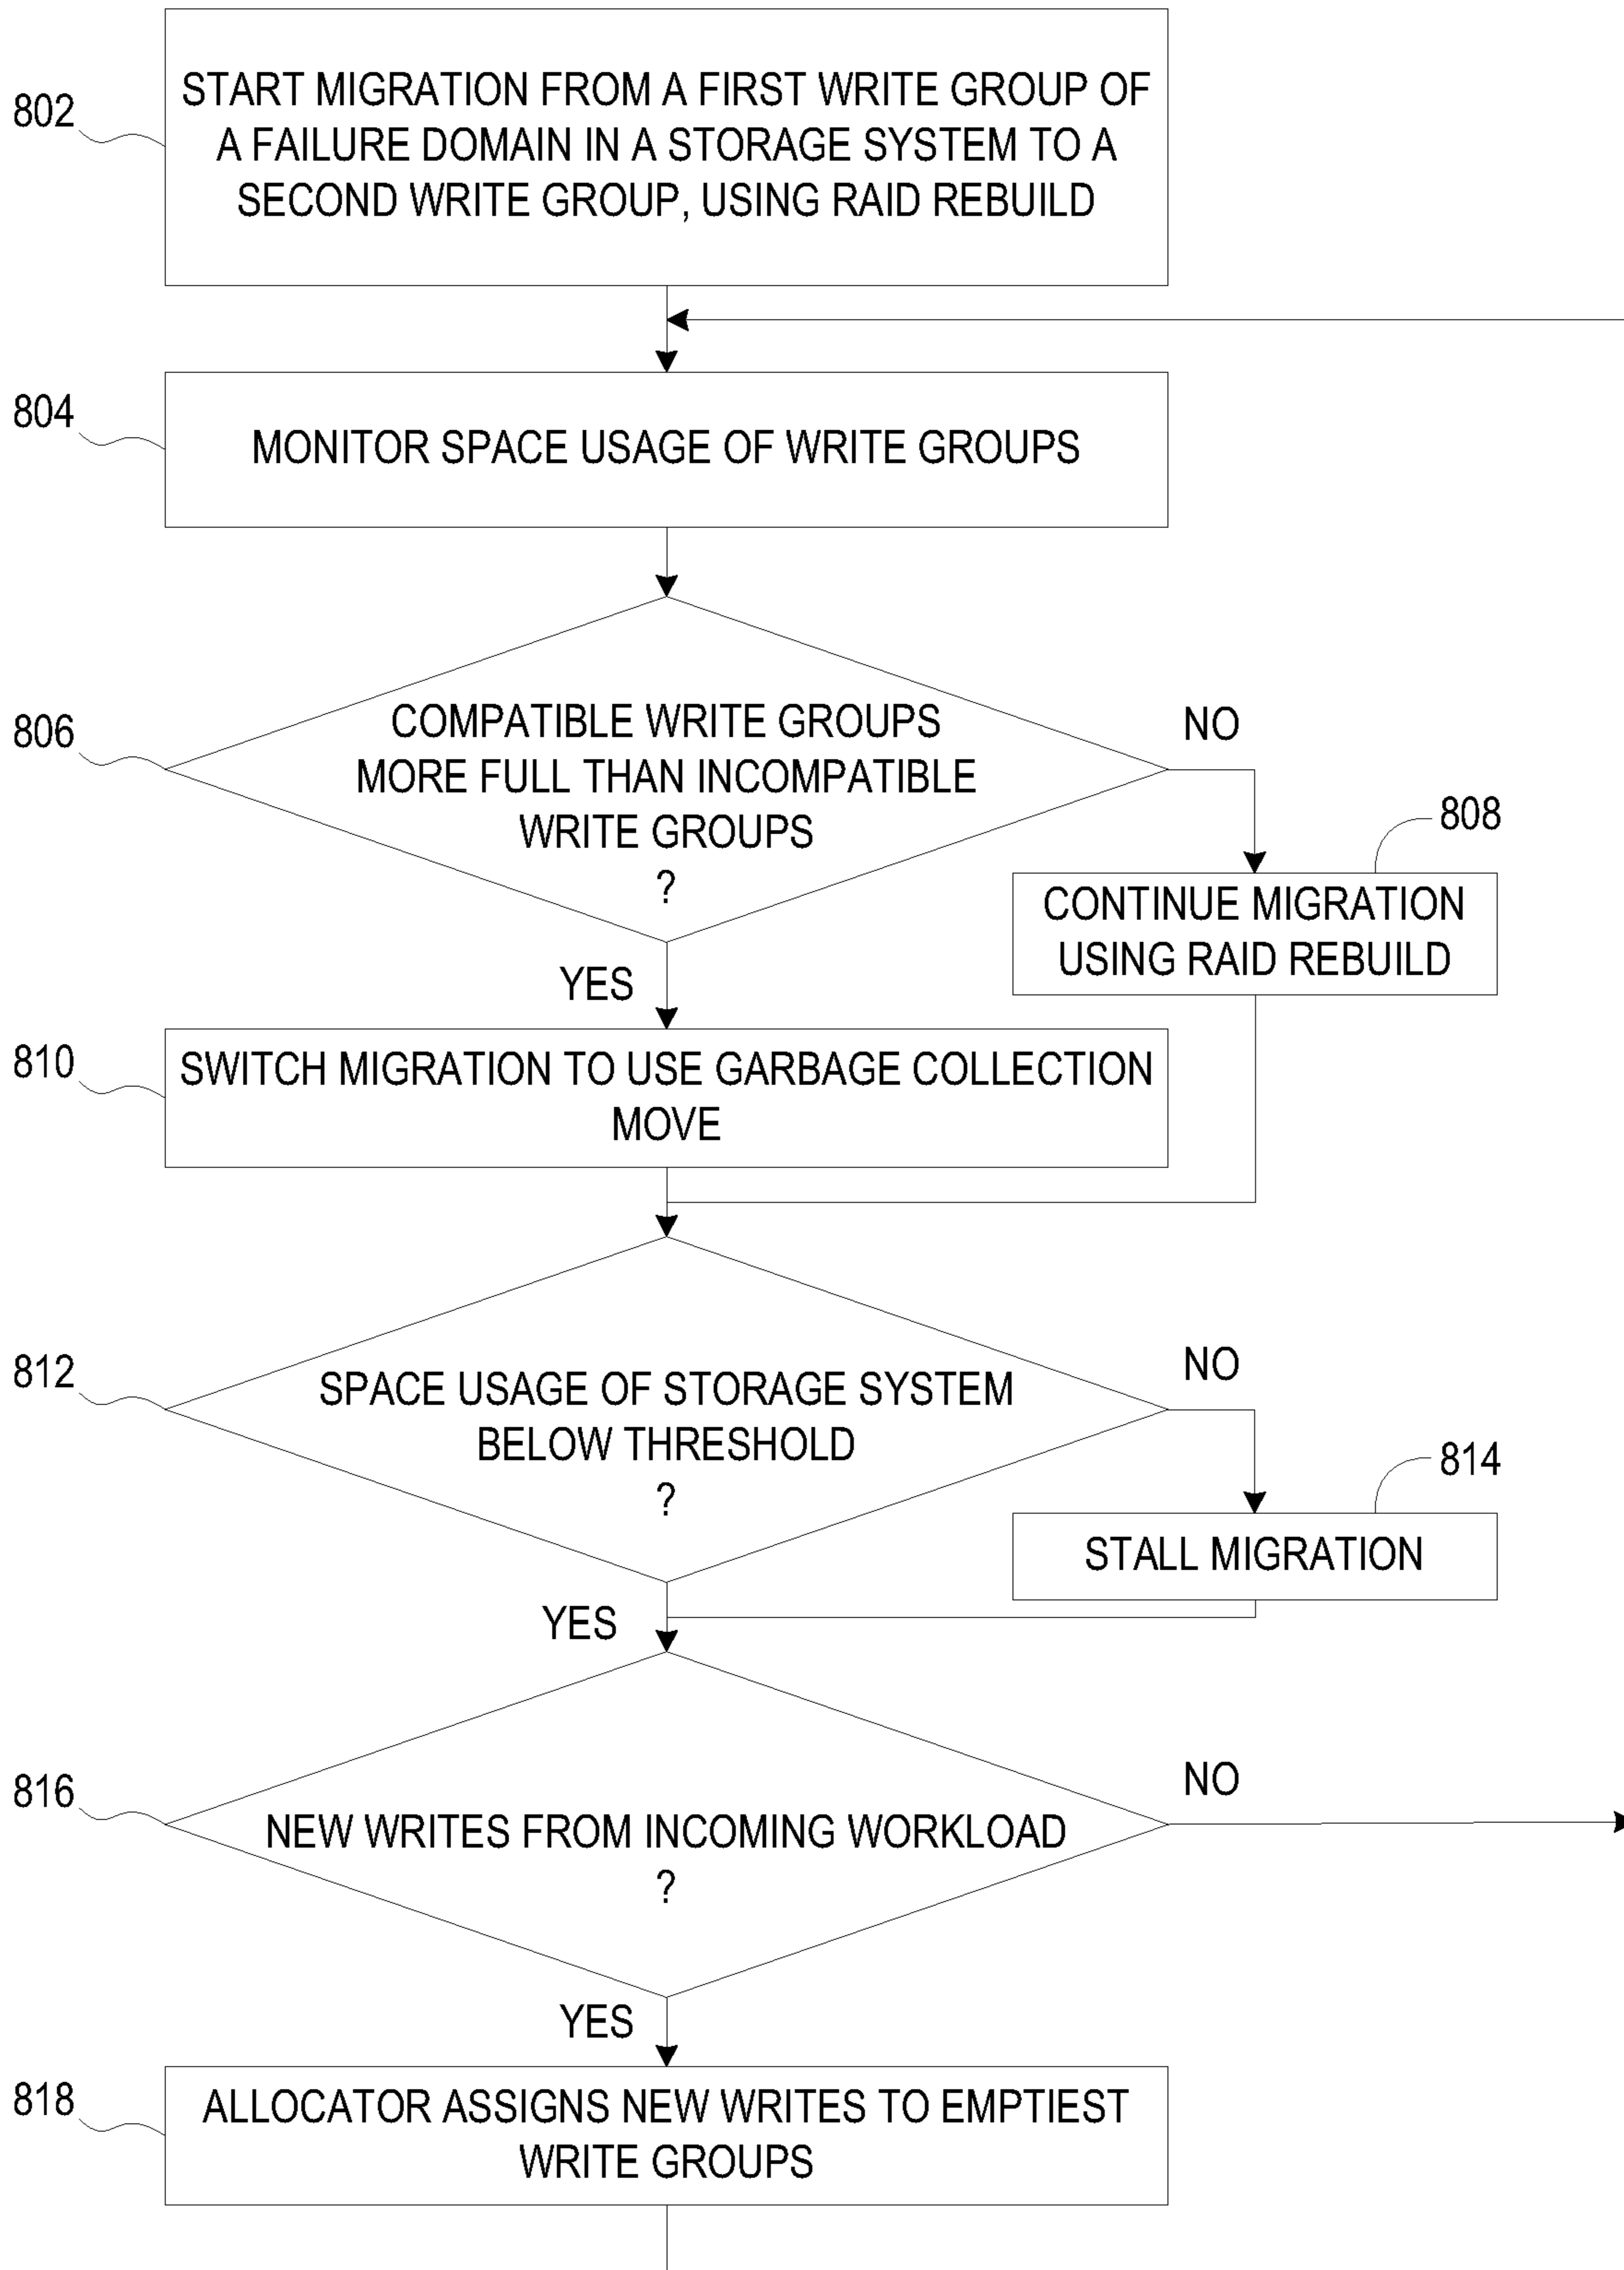 802
START MIGRATION FROM A FIRST WRITE GROUP OF
A FAILURE DOMAIN IN A STORAGE SYSTEM TO A
SECOND WRITE GROUP, USING RAID REBUILD
804
MONITOR SPACE USAGE OF WRITE GROUPS
806
COMPATIBLE WRITE GROUPS
MORE FULL THAN INCOMPATIBLE
WRITE GROUPS
?
NO
808
CONTINUE MIGRATION
USING RAID REBUILD
YES
810
SWITCH MIGRATION TO USE GARBAGE COLLECTION
MOVE
812
SPACE USAGE OF STORAGE SYSTEM
BELOW THRESHOLD
?
NO
814
STALL MIGRATION
YES
816
NEW WRITES FROM INCOMING WORKLOAD
?
NO
YES
818
ALLOCATOR ASSIGNS NEW WRITES TO EMPTIEST
WRITE GROUPS